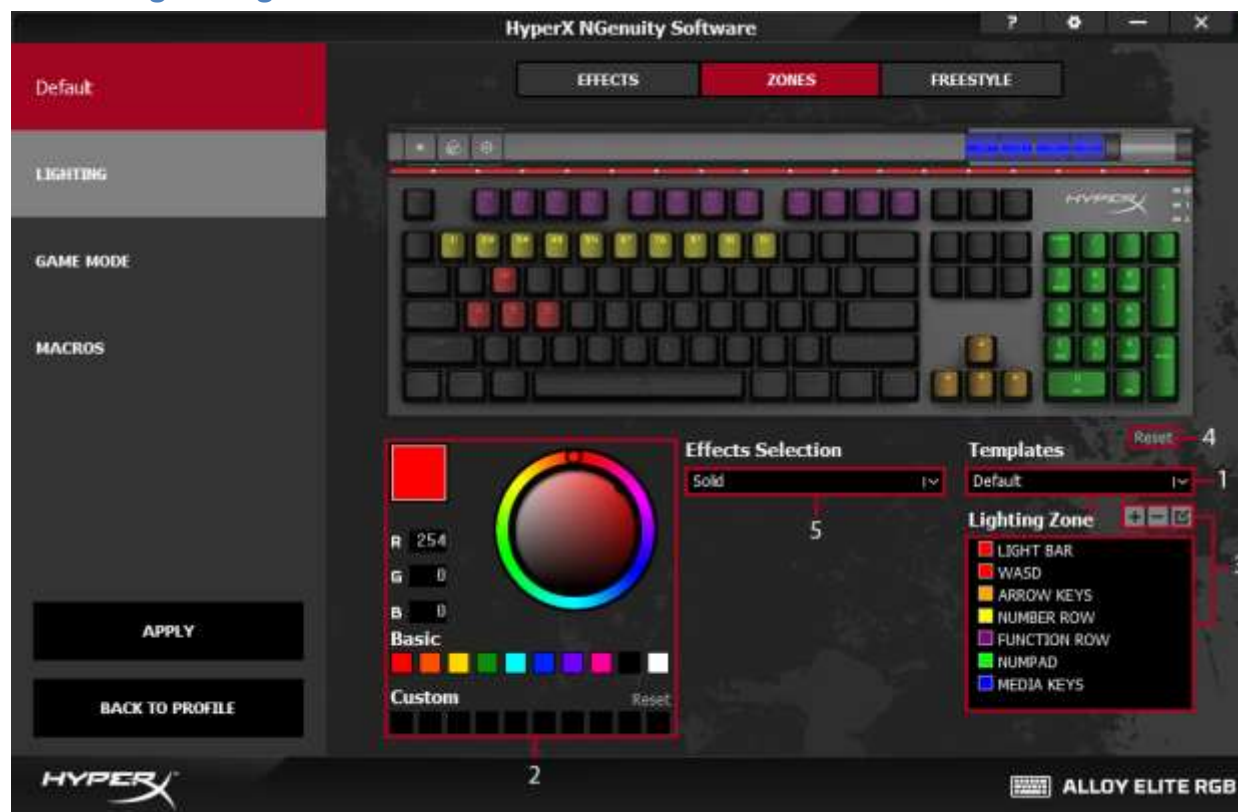 HyperX NGenuity Software
?
Default
EFFECTS ZONES FREESTYLE
LIGHTING
GAME MODE
MACROS
HYPERX
Reset 4
Effects Selection Templates
Solid Default 1
5
Lighting Zone
LIGHT BAR
WASD
ARROW KEYS
NUMBER ROW
FUNCTION ROW
NUMPAD
MEDIA KEYS
3
R 254
G 0
B 0
Basic
Custom Reset
2
APPLY
BACK TO PROFILE
HYPERX
ALLOY ELITE RGB